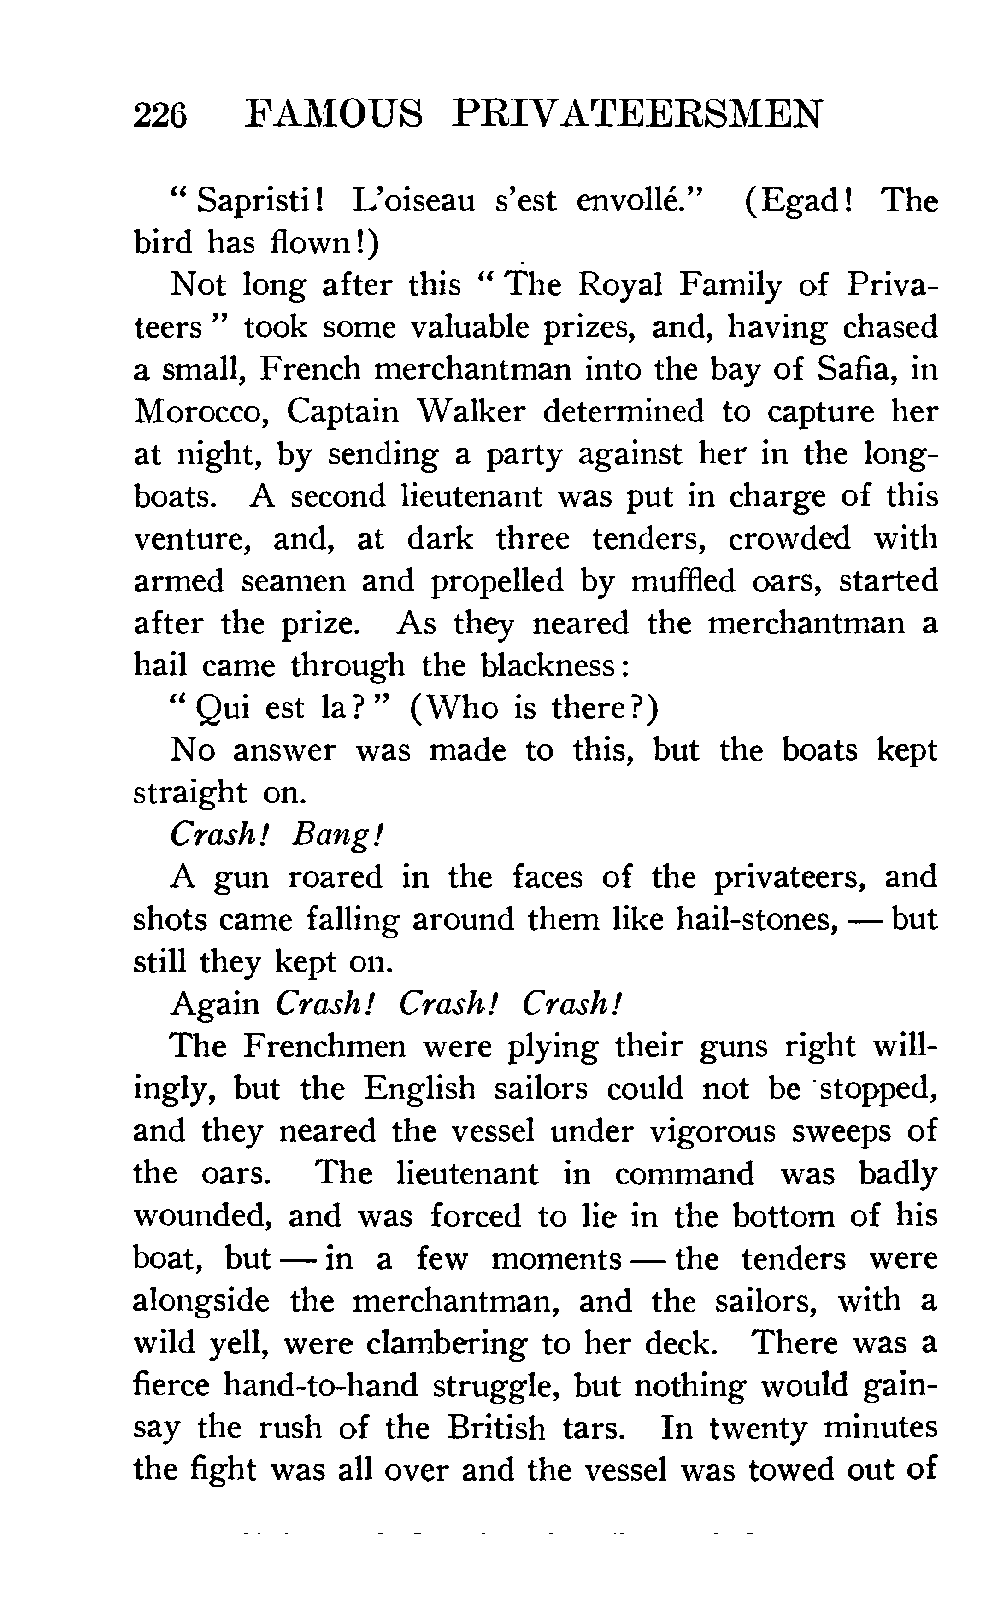 226 FAMOUS PRIVATEERSMEN
“ Sapristi! L’oiseau s’est envollé.” (Egad! The
bird has flown!)
Not long after this “ The Royal Family of Priva-
teers ” took some valuable prizes, and, having chased
a small, French merchantman into the bay of Safia, in
Morocco, Captain Walker determined to capture her
at night, by sending a party against her in the long-
boats. A second lieutenant was put in charge of this
venture, and, at dark three tenders, crowded with
armed seamen and propelled by muffled oars, started
after the prize. As they neared the merchantman a
hail came through the blackness:
“ Qui est la? ” (Who is there?)
No answer was made to this, but the boats kept
straight on.
Crash! Bang!
A gun roared in the faces of the privateers, and
shots came falling around them like hail-stones, — but
still they kept on.
Again Crash! Crash! Crash!
The Frenchmen were plying their guns right will-
ingly, but the English sailors could not be stopped,
and they neared the vessel under vigorous sweeps of
the oars. The lieutenant in command was badly
wounded, and was forced to lie in the bottom of his
boat, but — in a few moments — the tenders were
alongside the merchantman, and the sailors, with a
wild yell, were clambering to her deck. There was a
fierce hand-to-hand struggle, but nothing would gain-
say the rush of the British tars. In twenty minutes
the fight was all over and the vessel was towed out of